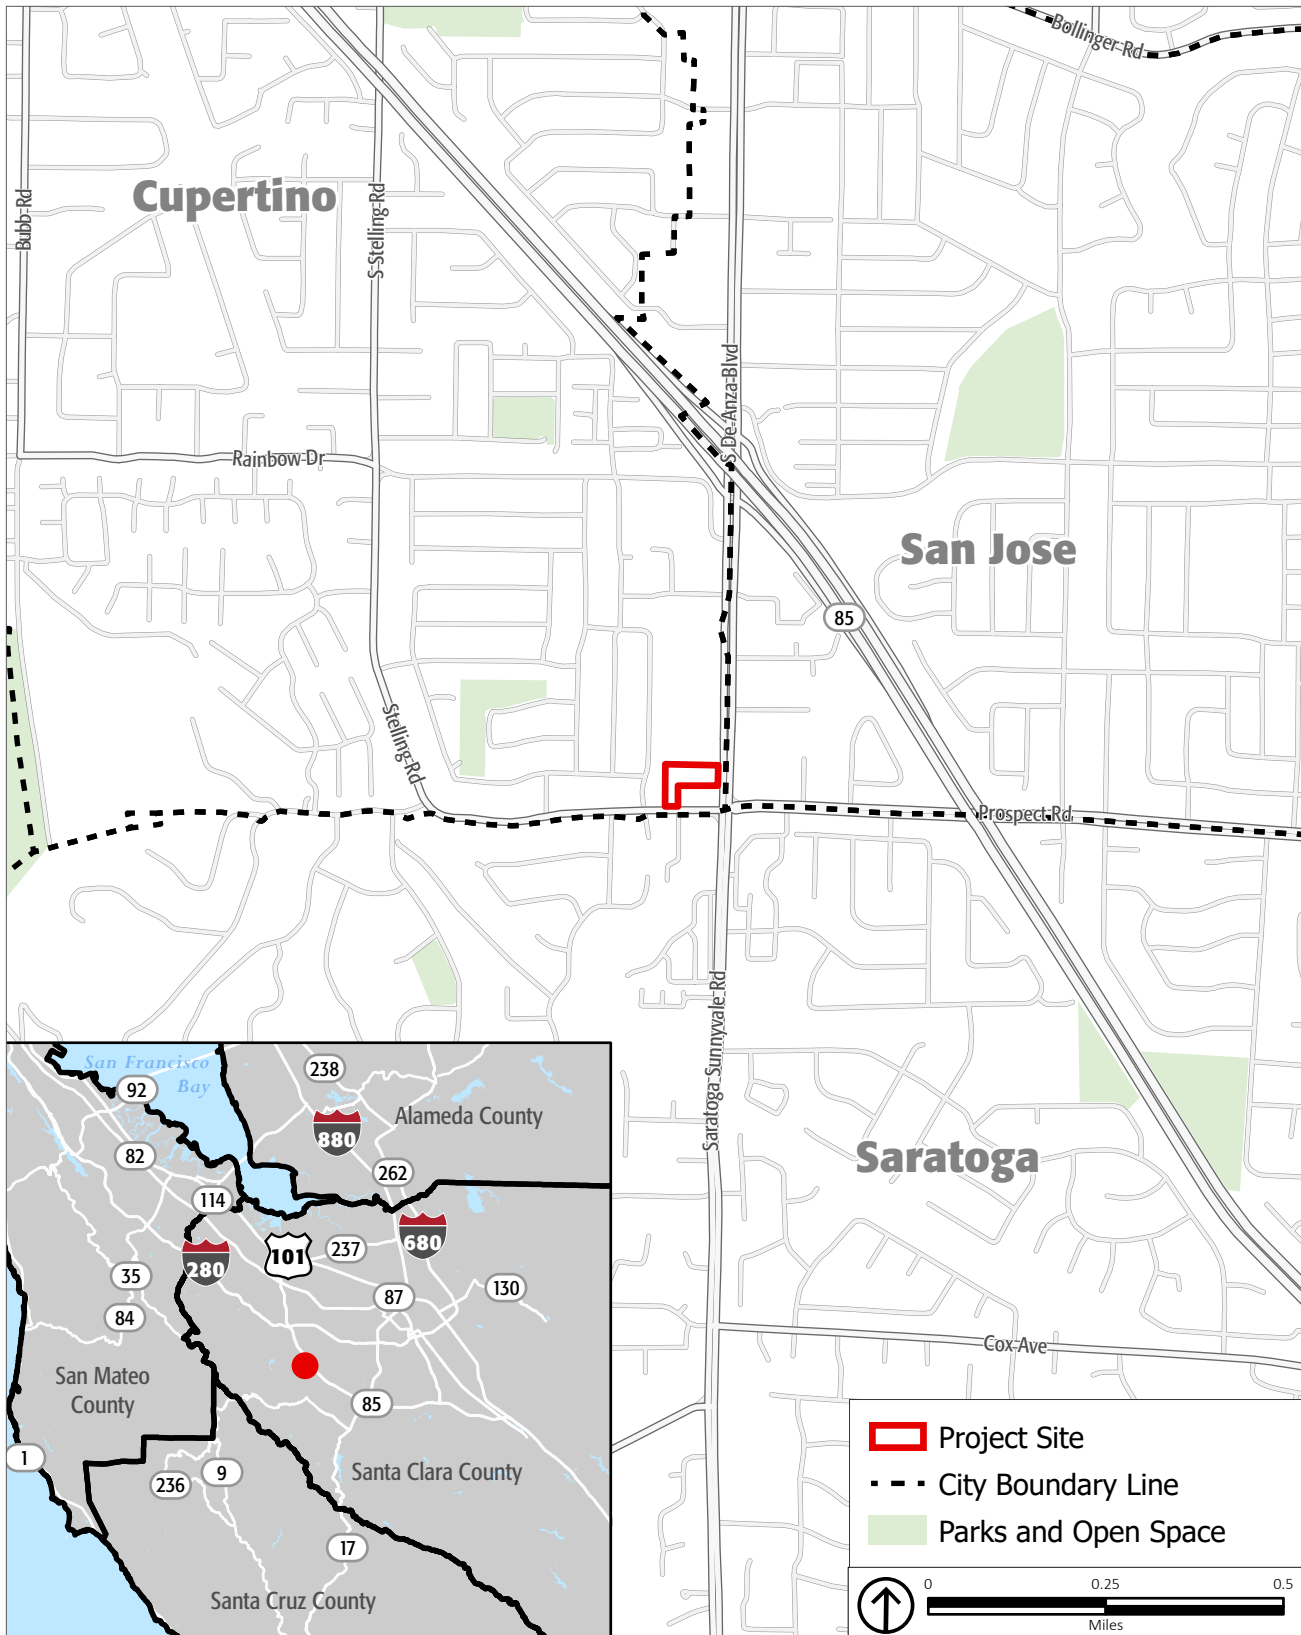 Bollinger Rd
Cupertino
Bubb Rd
S Stelling Rd
S De Anza Blvd
Rainbow Dr
San Jose
85
Stelling Rd
Prospect Rd
Saratoga Sunnyvale Rd
Saratoga
Cox Ave
San Francisco
Bay
92
238
Alameda County
880
82
262
114
101
237
680
280
35
87
130
84
San Mateo
County
85
1
236
9
Santa Clara County
17
Santa Cruz County
Project Site
City Boundary Line
Parks and Open Space
0
0.25
0.5
Miles